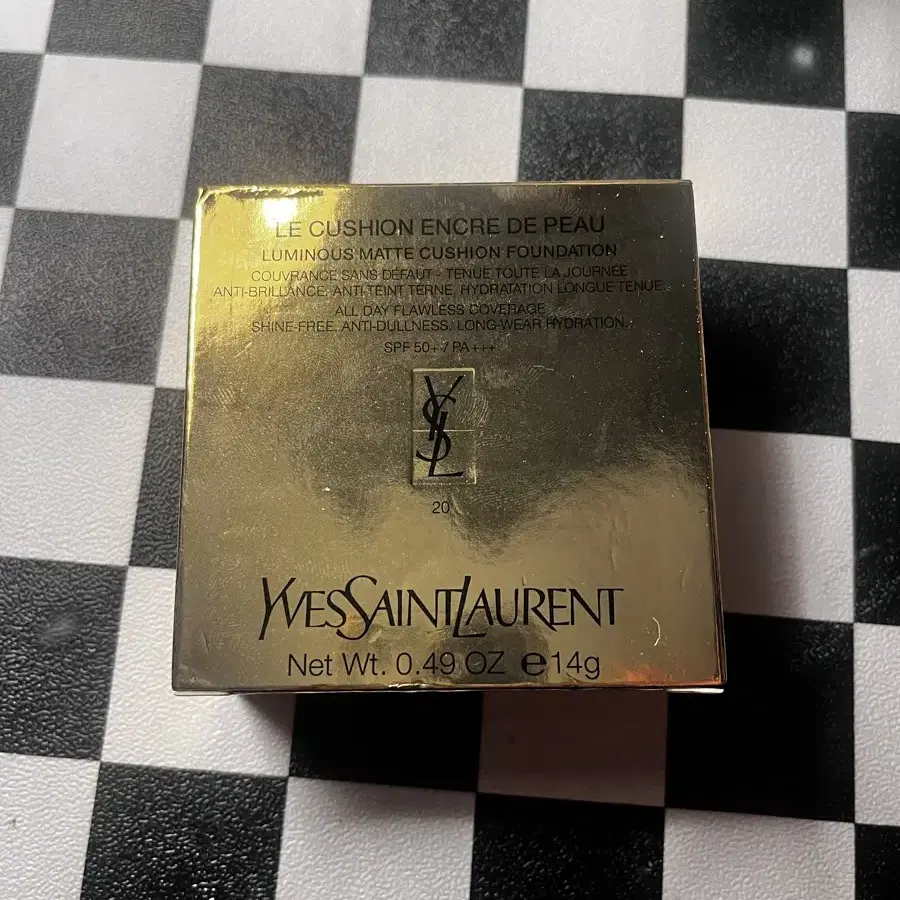 LE CUSHION ENCRE DE PEAU
LUMINOUS MATTE CUSHION FOUNDATION
COUVRANCE SANS DÉFAUT - TENUE TOUTE LA JOURNÉE
ANTI-BRILLANCE. ANTI-TEINT TERNE. HYDRATATION LONGUE TENUE.
ALL DAY FLAWLESS COVERAGE
SHINE-FREE. ANTI-DULLNESS. LONG-WEAR HYDRATION.
SPF 50+ / PA+++
YSL
20
YVESSAINTLAURENT
Net Wt. 0.49 OZ ℮14g